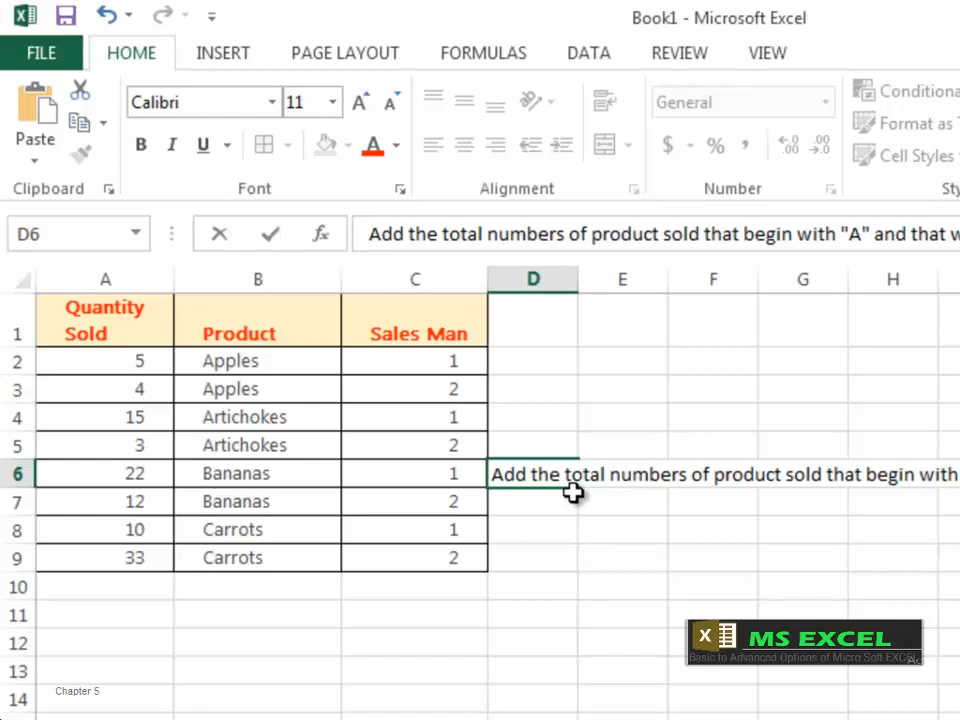 Book1 - Microsoft Excel
FILE HOME INSERT PAGE LAYOUT FORMULAS DATA REVIEW VIEW
Calibri 11 General Conditiona
Paste B I U A $ % Format as
Cell Styles
Clipboard Font Alignment Number Sty
D6 fx Add the total numbers of product sold that begin with "A" and that w
A B C D E F G H
1 Quantity Sold Product Sales Man
2 5 Apples 1
3 4 Apples 2
4 15 Artichokes 1
5 3 Artichokes 2
6 22 Bananas 1 Add the total numbers of product sold that begin with
7 12 Bananas 2
8 10 Carrots 1
9 33 Carrots 2
10
11
12
MS EXCEL
Basic to Advanced Options of Micro Soft EXCEL
13
Chapter 5
14